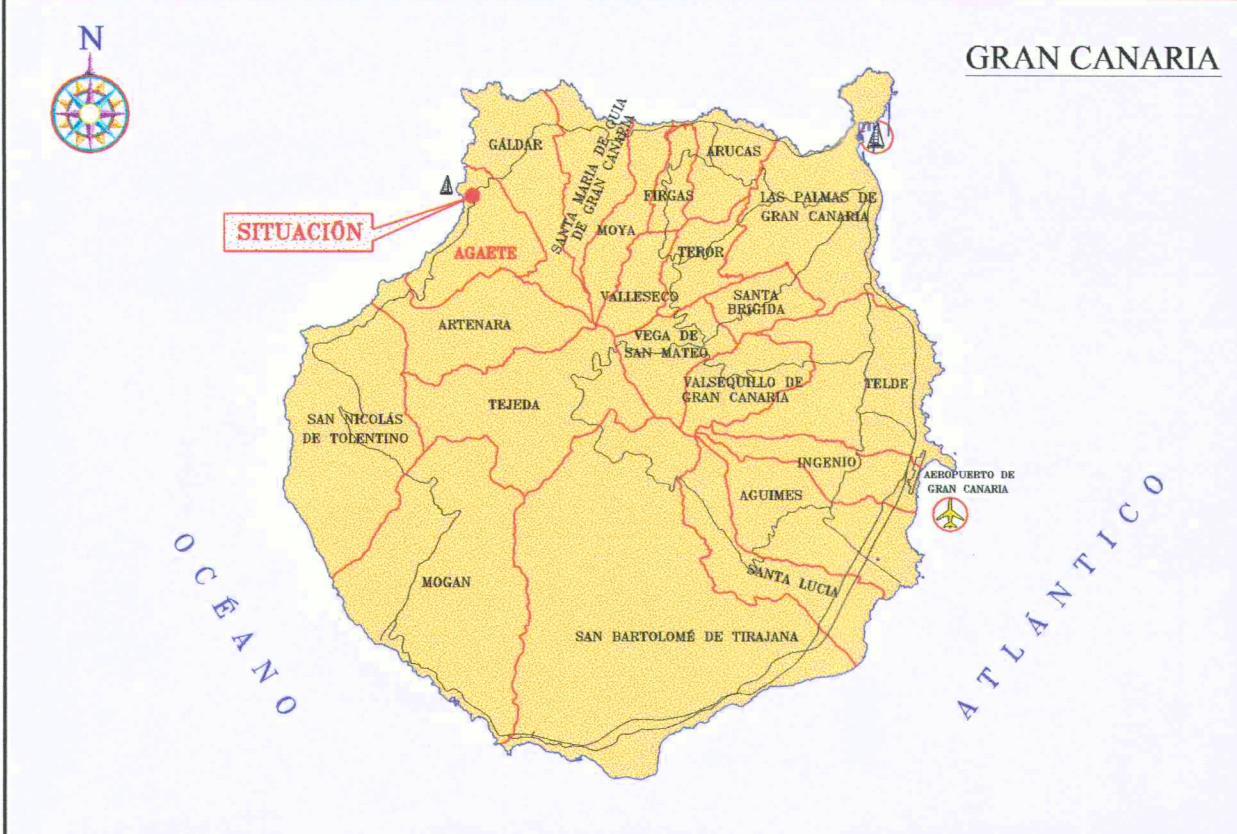 N
GRAN CANARIA
GÁLDAR
SANTA MARIA DE GUIA
DE GRAN CANARIA
ARUCAS
FIRGAS
LAS PALMAS DE
GRAN CANARIA
MOYA
SITUACIÓN
AGAETE
TEROR
VALLESECO
SANTA
BRIGIDA
ARTENARA
VEGA DE
SAN MATEO
VALSEQUILLO DE
GRAN CANARIA
TELDE
TEJEDA
SAN NICOLÁS
DE TOLENTINO
INGENIO
AEROPUERTO DE
GRAN CANARIA
AGUIMES
OCÉANO
ATLÁNTICO
MOGAN
SANTA LUCIA
SAN BARTOLOMÉ DE TIRAJANA